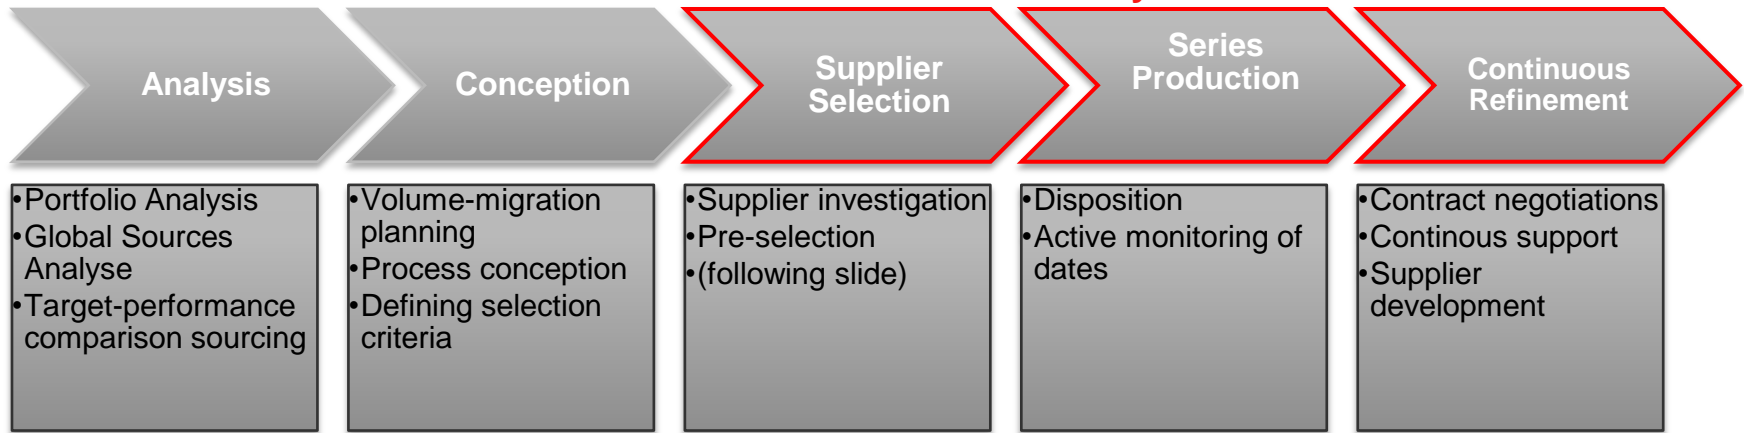 Analysis
Conception
Supplier
Selection
Series
Production
Continuous
Refinement
•Portfolio Analysis
•Global Sources
Analyse
•Target-performance
comparison sourcing
•Volume-migration
planning
•Process conception
•Defining selection
criteria
•Supplier investigation
•Pre-selection
•(following slide)
•Disposition
•Active monitoring of
dates
•Contract negotiations
•Continous support
•Supplier
development